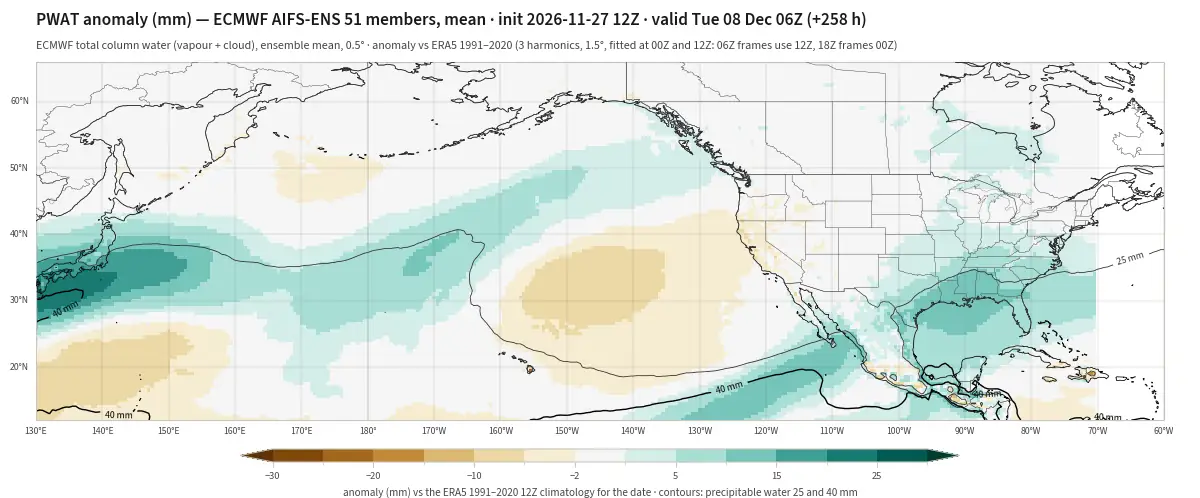 PWAT anomaly (mm) — ECMWF AIFS-ENS 51 members, mean · init 2026-11-27 12Z · valid Tue 08 Dec 06Z (+258 h)
ECMWF total column water (vapour + cloud), ensemble mean, 0.5° · anomaly vs ERA5 1991–2020 (3 harmonics, 1.5°, fitted at 00Z and 12Z: 06Z frames use 12Z, 18Z frames 00Z)
60°N
50°N
40°N
25 mm
30°N
40 mm
20°N
40 mm
40 mm
40 mm
40 mm
130°E 140°E 150°E 160°E 170°E 180° 170°W 160°W 150°W 140°W 130°W 120°W 110°W 100°W 90°W 80°W 70°W 60°W
−30 −20 −10 −2 5 15 25
anomaly (mm) vs the ERA5 1991–2020 12Z climatology for the date · contours: precipitable water 25 and 40 mm